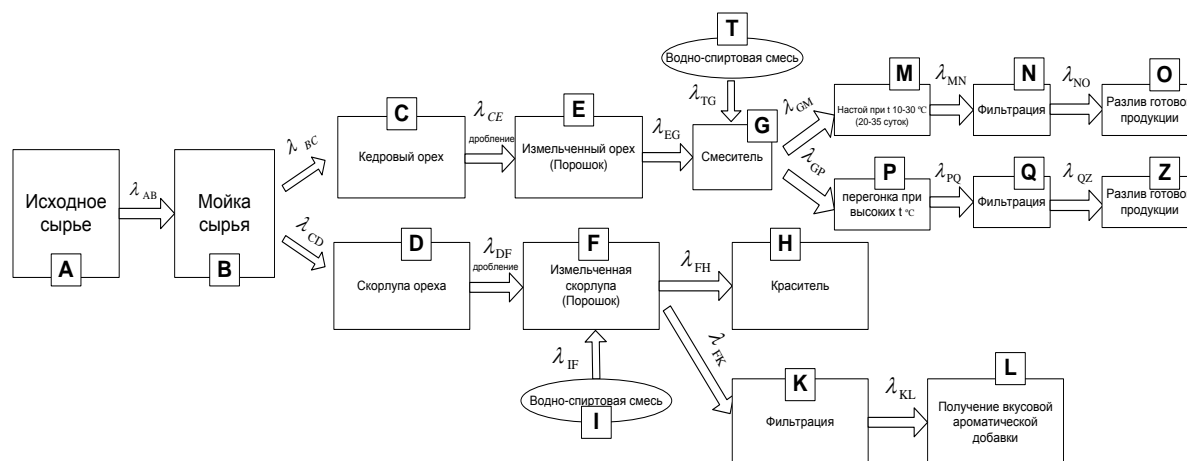 T
Водно-спиртовая смесь
λTG
C
Кедровый орех
λCE
дробление
E
Измельченный орех
(Порошок)
λEG
G
Смеситель
λGM
M
Настой при t 10-30 ℃
(20-35 суток)
λMN
N
Фильтрация
λNO
O
Разлив готовой
продукции
λGP
P
перегонка при
высоких t ℃
λPQ
Q
Фильтрация
λQZ
Z
Разлив готовой
продукции
Исходное
сырье
A
λAB
Мойка
сырья
B
λBC
λCD
D
Скорлупа ореха
λDF
дробление
F
Измельченная
скорлупа
(Порошок)
λFH
H
Краситель
λIF
Водно-спиртовая смесь
I
λFK
K
Фильтрация
λKL
L
Получение вкусовой
ароматической
добавки